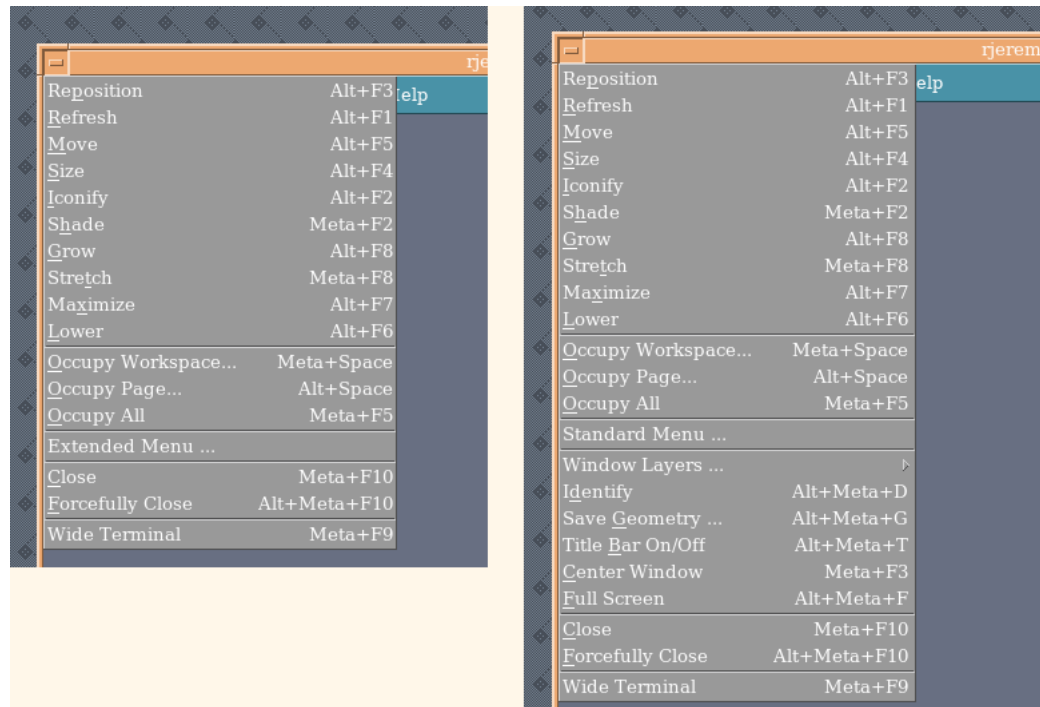 rje
elp
Reposition Alt+F3
Refresh Alt+F1
Move Alt+F5
Size Alt+F4
Iconify Alt+F2
Shade Meta+F2
Grow Alt+F8
Stretch Meta+F8
Maximize Alt+F7
Lower Alt+F6
Occupy Workspace... Meta+Space
Occupy Page... Alt+Space
Occupy All Meta+F5
Extended Menu ...
Close Meta+F10
Forcefully Close Alt+Meta+F10
Wide Terminal Meta+F9
rjerem
elp
Reposition Alt+F3
Refresh Alt+F1
Move Alt+F5
Size Alt+F4
Iconify Alt+F2
Shade Meta+F2
Grow Alt+F8
Stretch Meta+F8
Maximize Alt+F7
Lower Alt+F6
Occupy Workspace... Meta+Space
Occupy Page... Alt+Space
Occupy All Meta+F5
Standard Menu ...
Window Layers ...
Identify Alt+Meta+D
Save Geometry ... Alt+Meta+G
Title Bar On/Off Alt+Meta+T
Center Window Meta+F3
Full Screen Alt+Meta+F
Close Meta+F10
Forcefully Close Alt+Meta+F10
Wide Terminal Meta+F9